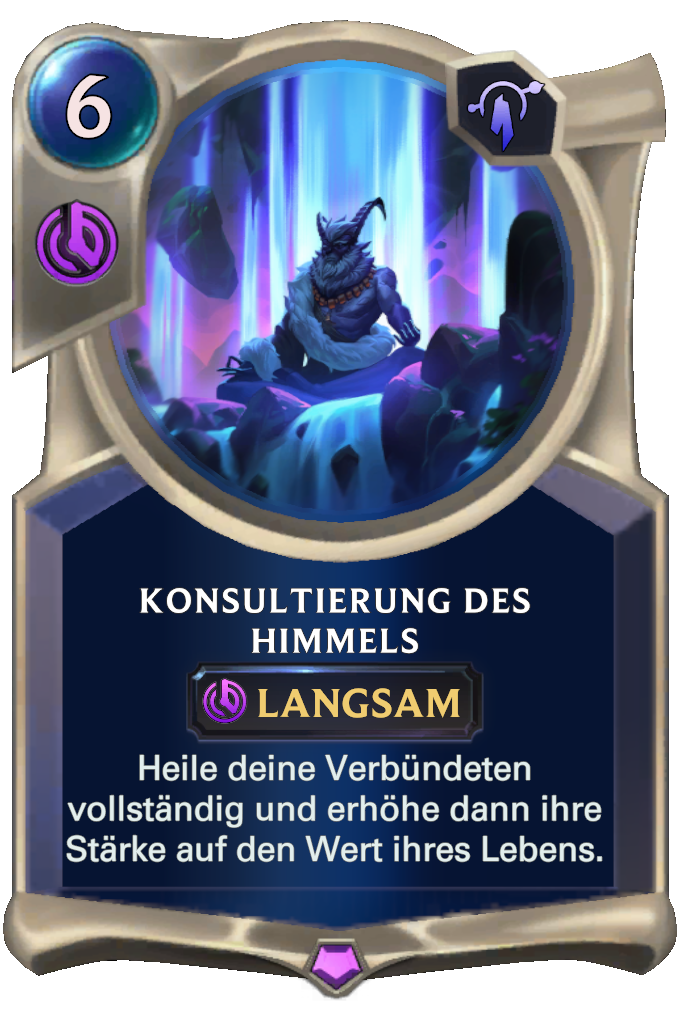 6
KONSULTIERUNG DES
HIMMELS
LANGSAM
Heile deine Verbündeten
vollständig und erhöhe dann ihre
Stärke auf den Wert ihres Lebens.